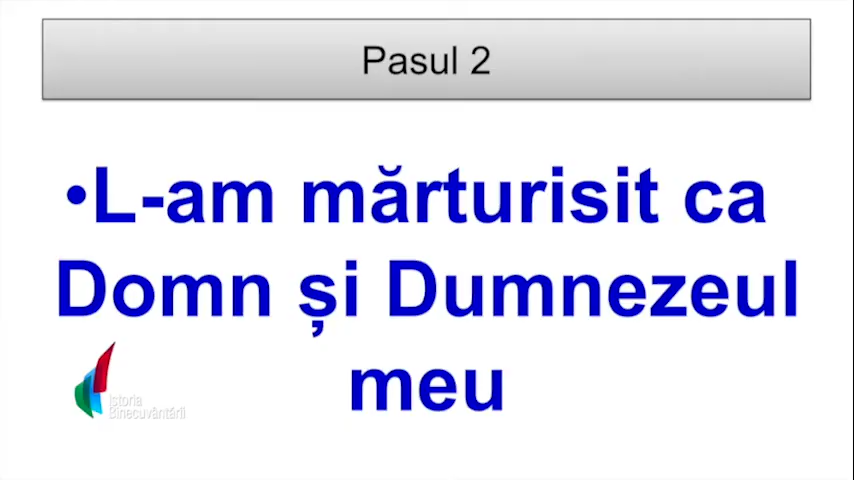 Pasul 2
•L-am mărturisit ca
Domn și Dumnezeul
meu
Istoria
Binecuvântării